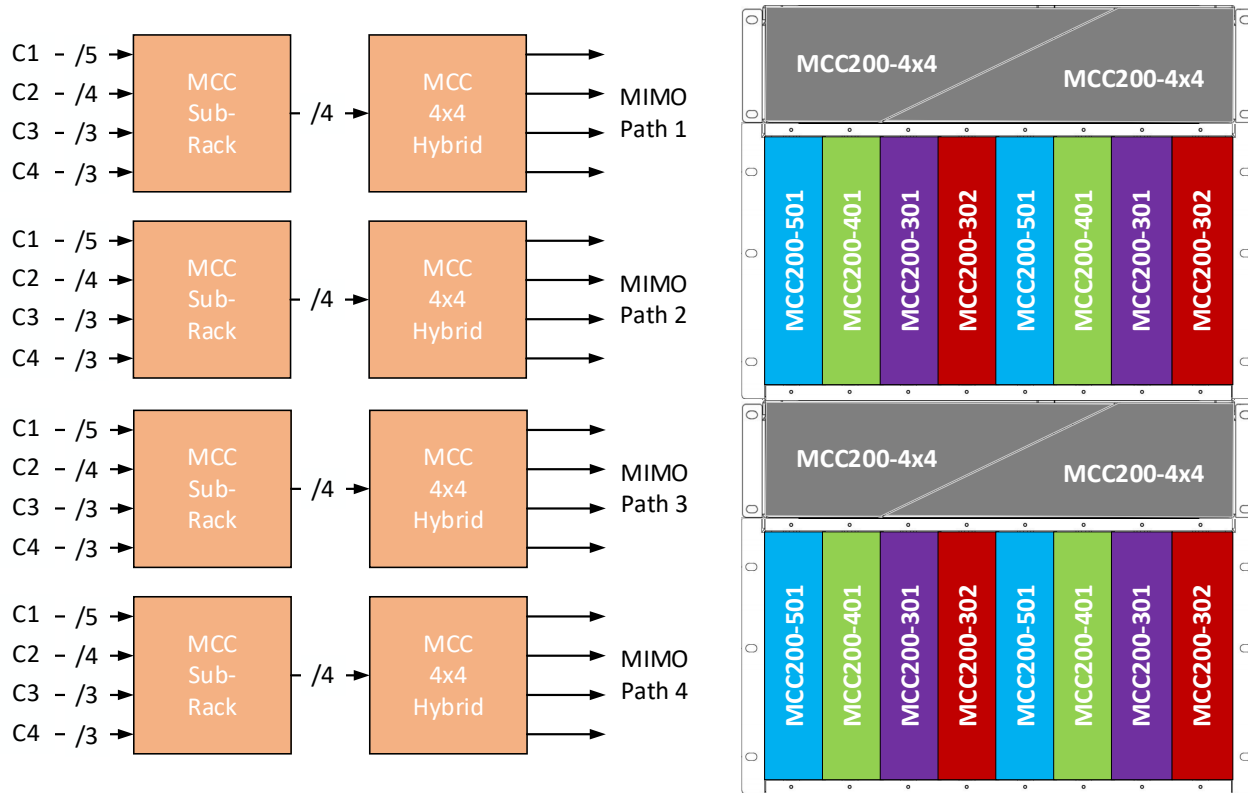 C1 - /5
C2 - /4
C3 - /3
C4 - /3
MCC
Sub-
Rack
/4
MCC
4x4
Hybrid
MIMO
Path 1
C1 - /5
C2 - /4
C3 - /3
C4 - /3
MCC
Sub-
Rack
/4
MCC
4x4
Hybrid
MIMO
Path 2
C1 - /5
C2 - /4
C3 - /3
C4 - /3
MCC
Sub-
Rack
/4
MCC
4x4
Hybrid
MIMO
Path 3
C1 - /5
C2 - /4
C3 - /3
C4 - /3
MCC
Sub-
Rack
/4
MCC
4x4
Hybrid
MIMO
Path 4
MCC200-4x4
MCC200-4x4
MCC200-501
MCC200-401
MCC200-301
MCC200-302
MCC200-501
MCC200-401
MCC200-301
MCC200-302
MCC200-4x4
MCC200-4x4
MCC200-501
MCC200-401
MCC200-301
MCC200-302
MCC200-501
MCC200-401
MCC200-301
MCC200-302